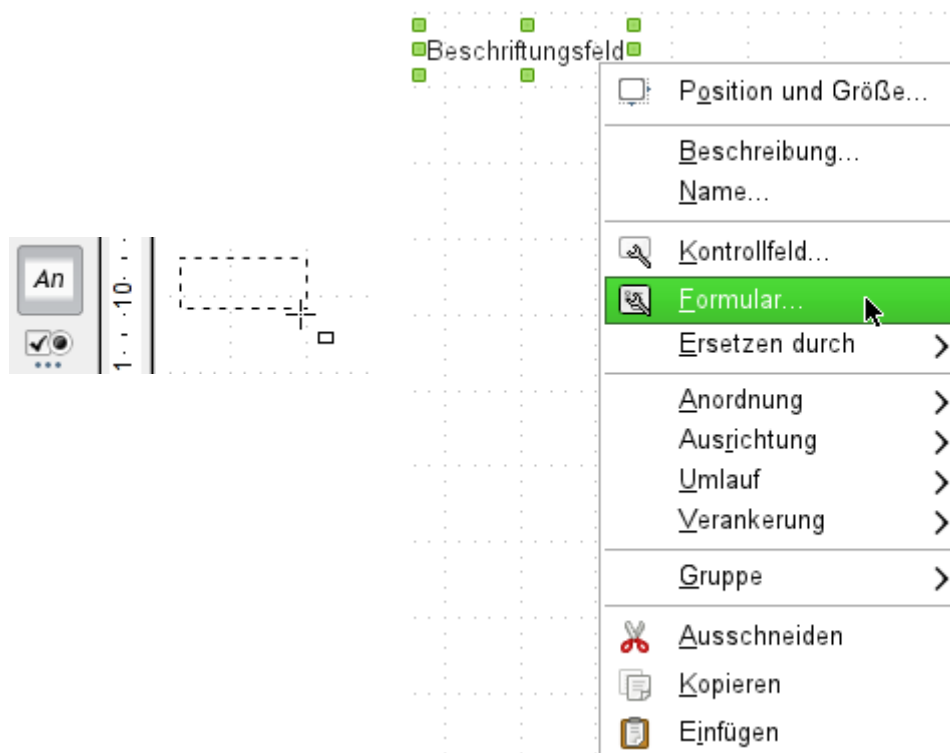 Beschriftungsfeld
Position und Größe...
Beschreibung...
Name...
Kontrollfeld...
Formular...
Ersetzen durch
Anordnung
Ausrichtung
Umlauf
Verankerung
Gruppe
Ausschneiden
Kopieren
Einfügen
An
10
1